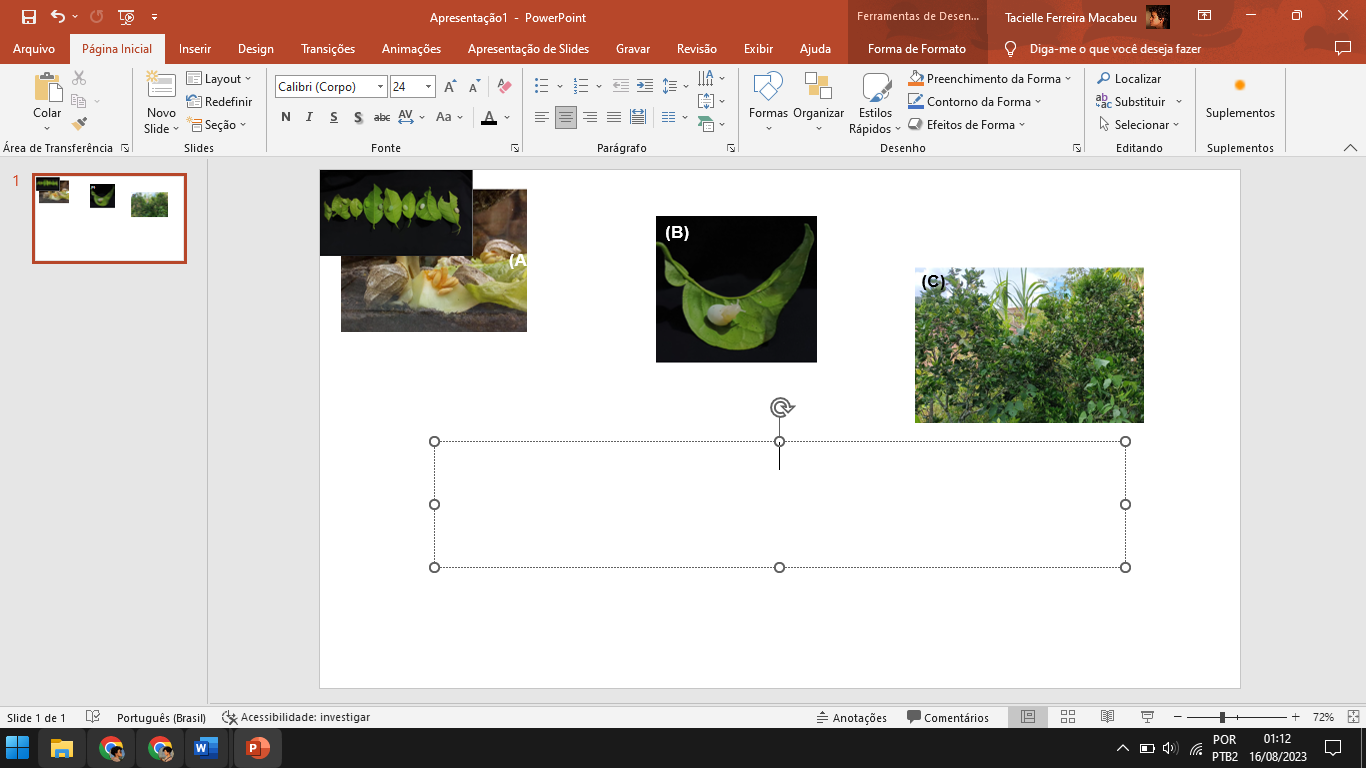 Apresentação1 - PowerPoint
Ferramentas de Desen...
Tacielle Ferreira Macabeu
Arquivo
Página Inicial
Inserir
Design
Transições
Animações
Apresentação de Slides
Gravar
Revisão
Exibir
Ajuda
Forma de Formato
Diga-me o que você deseja fazer
Colar
Novo
Slide
Layout
Redefinir
Seção
Calibri (Corpo)
24
N I S S abc AV Aa A
Formas
Organizar
Estilos
Rápidos
Preenchimento da Forma
Contorno da Forma
Efeitos de Forma
Localizar
Substituir
Selecionar
Suplementos
Área de Transferência
Slides
Fonte
Parágrafo
Desenho
Editando
Suplementos
1
(A
(B)
(C)
Slide 1 de 1
Português (Brasil)
Acessibilidade: investigar
Anotações
Comentários
72%
POR
PTB2
01:12
16/08/2023